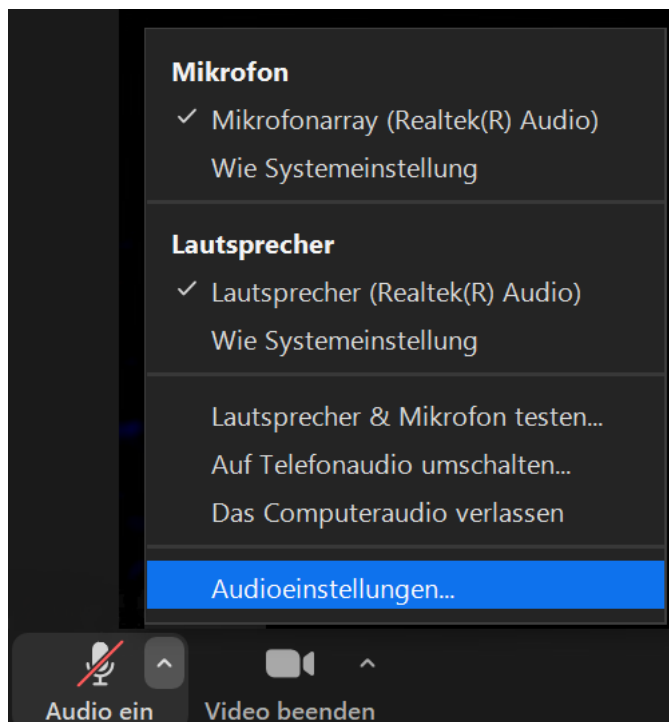 Mikrofon
Mikrofonarray (Realtek(R) Audio)
Wie Systemeinstellung
Lautsprecher
Lautsprecher (Realtek(R) Audio)
Wie Systemeinstellung
Lautsprecher & Mikrofon testen...
Auf Telefonaudio umschalten...
Das Computeraudio verlassen
Audioeinstellungen...
Audio ein
Video beenden